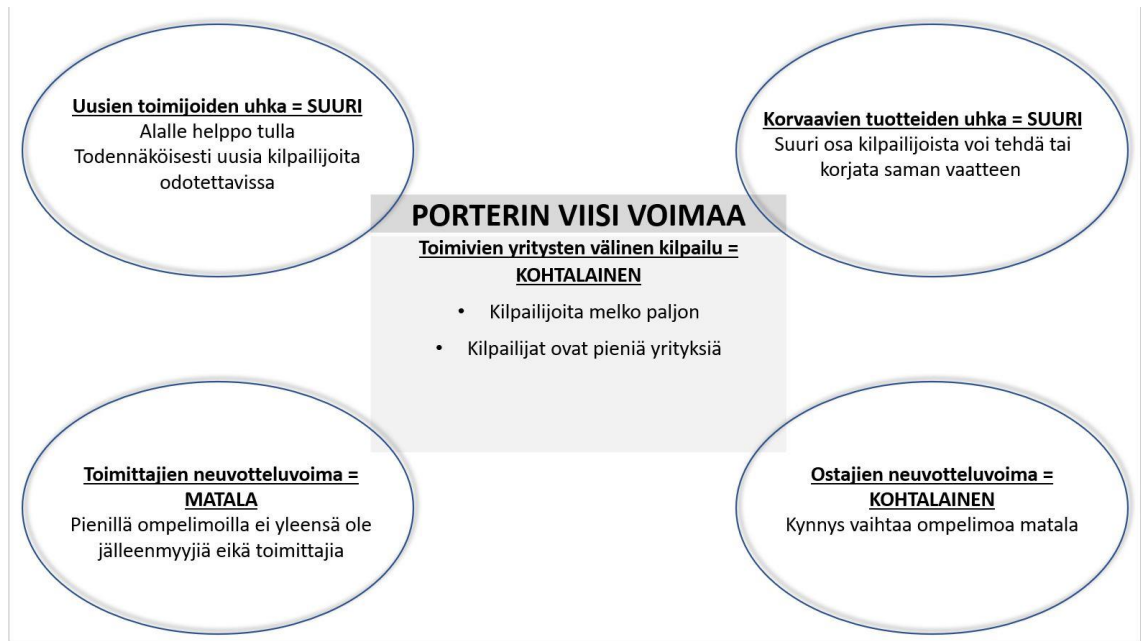 Uusien toimijoiden uhka = SUURI
Alalle helppo tulla
Todennäköisesti uusia kilpailijoita
odotettavissa
Korvaavien tuotteiden uhka = SUURI
Suuri osa kilpailijoista voi tehdä tai
korjata saman vaatteen
PORTERIN VIISI VOIMAA
Toimivien yritysten välinen kilpailu =
KOHTALAINEN
• Kilpailijoita melko paljon
• Kilpailijat ovat pieniä yrityksiä
Toimittajien neuvotteluvoima =
MATALA
Pienillä ompelimoilla ei yleensä ole
jälleenmyyjiä eikä toimittajia
Ostajien neuvotteluvoima =
KOHTALAINEN
Kynnys vaihtaa ompelimoa matala